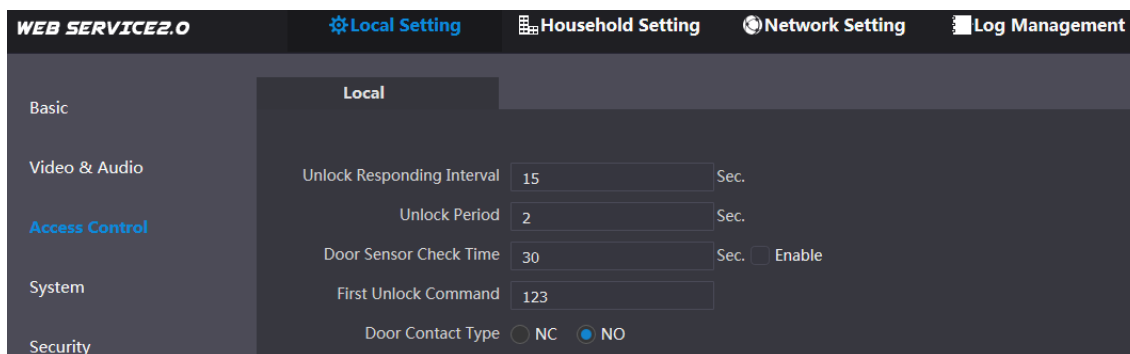 WEB SERVICE2.0 Local Setting Household Setting Network Setting Log Management
Local
Basic
Video & Audio
Access Control
System
Security
Unlock Responding Interval 15 Sec.
Unlock Period 2 Sec.
Door Sensor Check Time 30 Sec. Enable
First Unlock Command 123
Door Contact Type NC NO